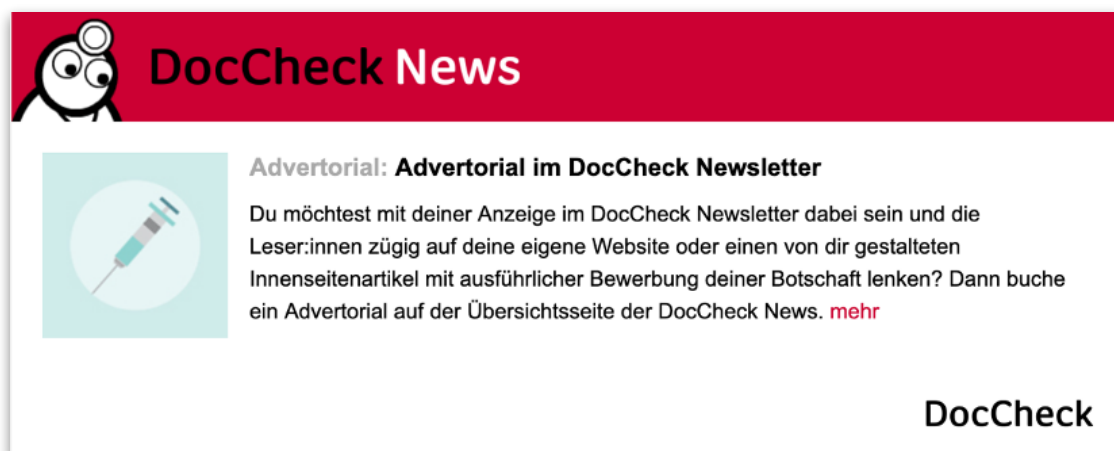 DocCheck News
Advertorial: Advertorial im DocCheck Newsletter
Du möchtest mit deiner Anzeige im DocCheck Newsletter dabei sein und die
Leser:innen zügig auf deine eigene Website oder einen von dir gestalteten
Innenseitenartikel mit ausführlicher Bewerbung deiner Botschaft lenken? Dann buche
ein Advertorial auf der Übersichtsseite der DocCheck News. mehr
DocCheck